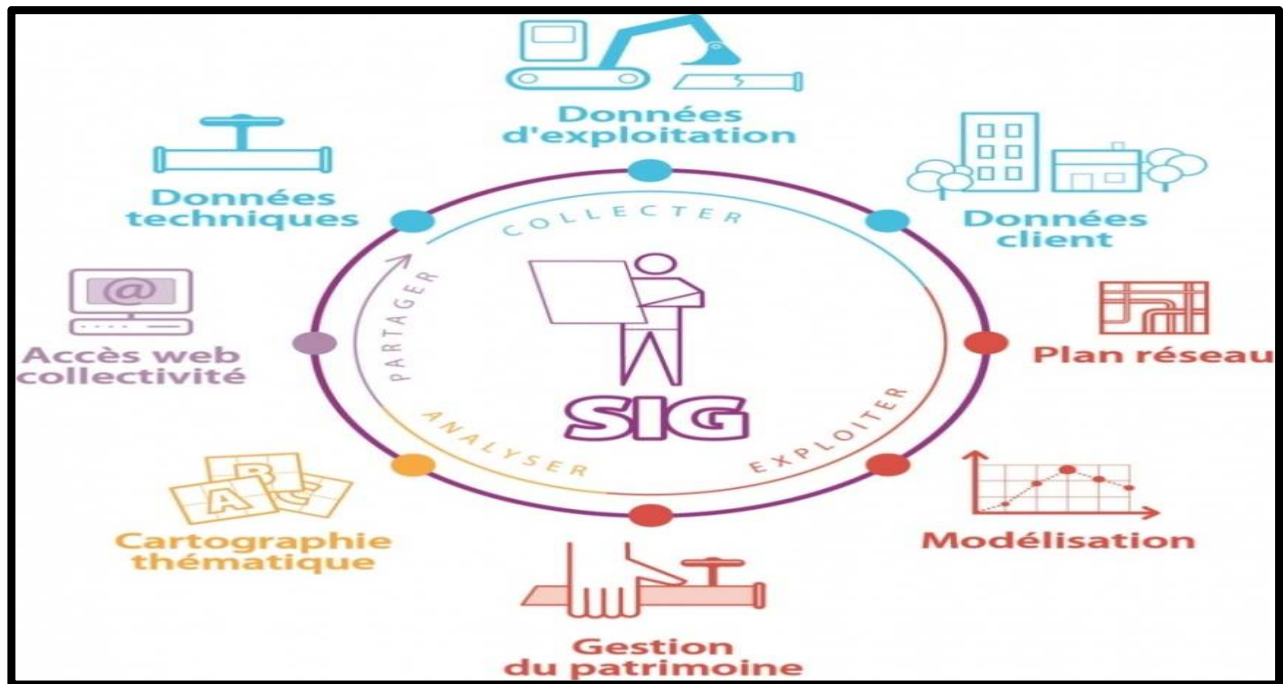 Données
d'exploitation
Données
techniques
Données
client
COLLECTER
PARTAGER
@
Accès web
collectivité
Plan réseau
SIG
ANALYSER
EXPLOITER
A
B
C
Cartographie
thématique
Modélisation
Gestion
du patrimoine